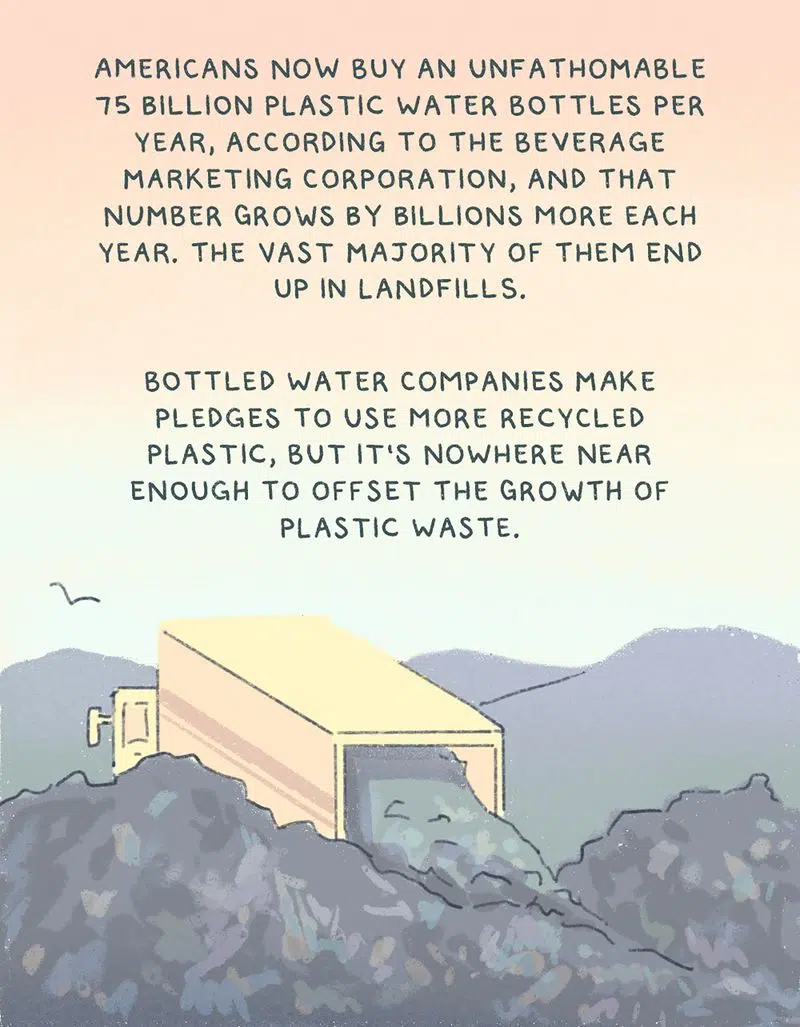 AMERICANS NOW BUY AN UNFATHOMABLE
75 BILLION PLASTIC WATER BOTTLES PER
YEAR, ACCORDING TO THE BEVERAGE
MARKETING CORPORATION, AND THAT
NUMBER GROWS BY BILLIONS MORE EACH
YEAR. THE VAST MAJORITY OF THEM END
UP IN LANDFILLS.
BOTTLED WATER COMPANIES MAKE
PLEDGES TO USE MORE RECYCLED
PLASTIC, BUT IT'S NOWHERE NEAR
ENOUGH TO OFFSET THE GROWTH OF
PLASTIC WASTE.